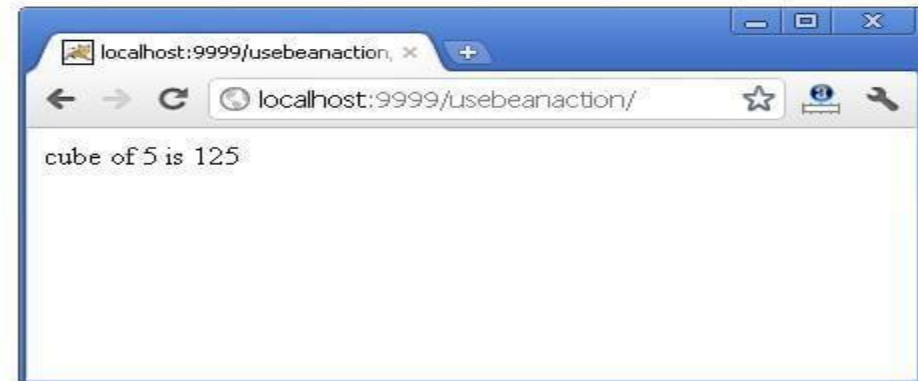 localhost:9999/usebeanaction,
localhost:9999/usebeanaction/
cube of 5 is 125